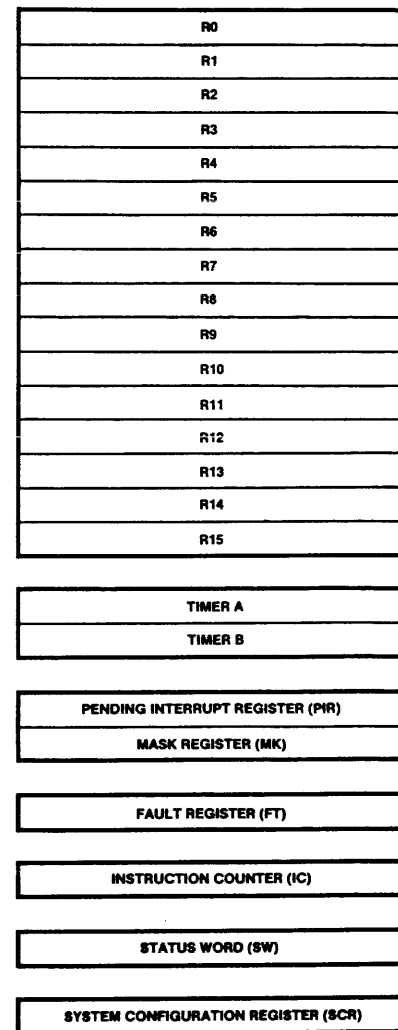 R0
R1
R2
R3
R4
R5
R6
R7
R8
R9
R10
R11
R12
R13
R14
R15
TIMER A
TIMER B
PENDING INTERRUPT REGISTER (PIR)
MASK REGISTER (MK)
FAULT REGISTER (FT)
INSTRUCTION COUNTER (IC)
STATUS WORD (SW)
SYSTEM CONFIGURATION REGISTER (SCR)